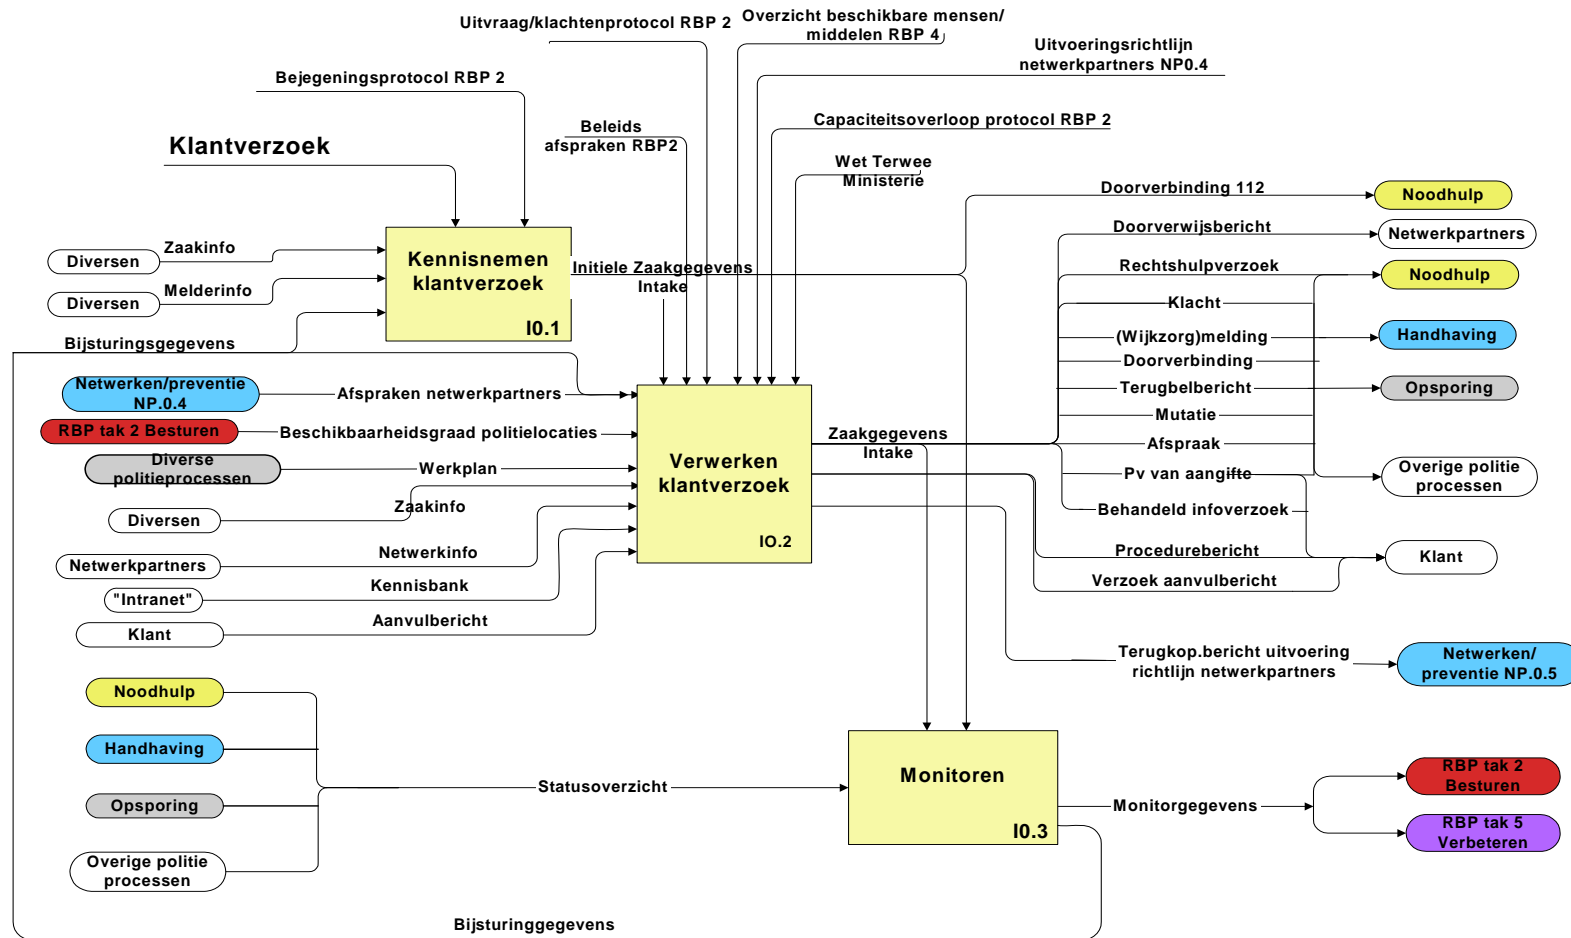 Uitvraag/klachtenprotocol RBP 2
Overzicht beschikbare mensen/
middelen RBP 4
Uitvoeringsrichtlijn
netwerkpartners NP0.4
Bejegeningsprotocol RBP 2
Beleids
afspraken RBP2
Capaciteitsoverloop protocol RBP 2
Klantverzoek
Wet Terwee
Ministerie
Doorverbinding 112
Noodhulp
Doorverwijsbericht
Netwerkpartners
Diversen
Zaakinfo
Kennisnemen
klantverzoek
I0.1
Initiele Zaakgegevens
Intake
Rechtshulpverzoek
Noodhulp
Diversen
Melderinfo
Klacht
Bijsturingsgegevens
(Wijkzorg)melding
Handhaving
Doorverbinding
Netwerken/preventie
NP.0.4
Afspraken netwerkpartners
Terugbelbericht
Opsporing
Mutatie
RBP tak 2 Besturen
Beschikbaarheidsgraad politielocaties
Zaakgegevens
Intake
Afspraak
Diverse
politieprocessen
Werkplan
Verwerken
klantverzoek
IO.2
Pv van aangifte
Overige politie
processen
Diversen
Zaakinfo
Behandeld infoverzoek
Netwerkpartners
Netwerkinfo
Procedurebericht
Klant
"Intranet"
Kennisbank
Verzoek aanvulbericht
Klant
Aanvulbericht
Terugkop.bericht uitvoering
richtlijn netwerkpartners
Netwerken/
preventie NP.0.5
Noodhulp
Handhaving
Statusoverzicht
Monitoren
I0.3
Monitorgegevens
RBP tak 2
Besturen
Opsporing
RBP tak 5
Verbeteren
Overige politie
processen
Bijsturinggegevens